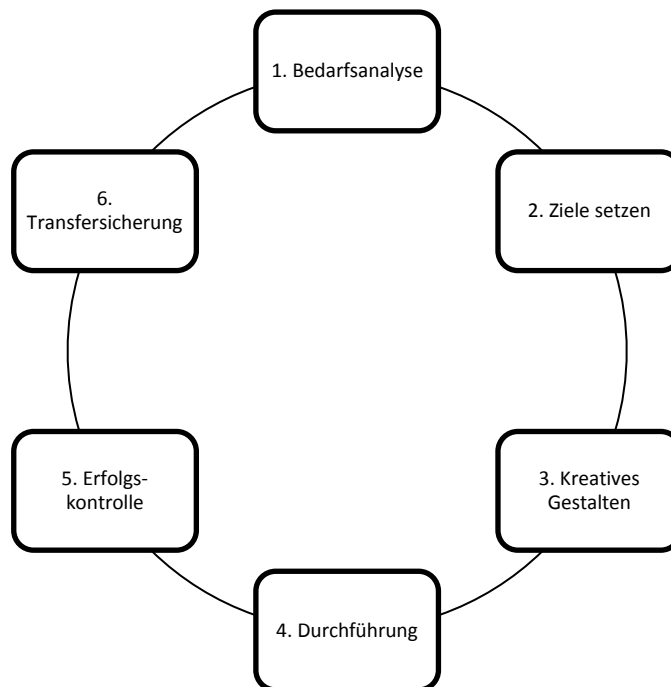 1. Bedarfsanalyse
2. Ziele setzen
3. Kreatives
Gestalten
4. Durchführung
5. Erfolgs-
kontrolle
6.
Transfersicherung